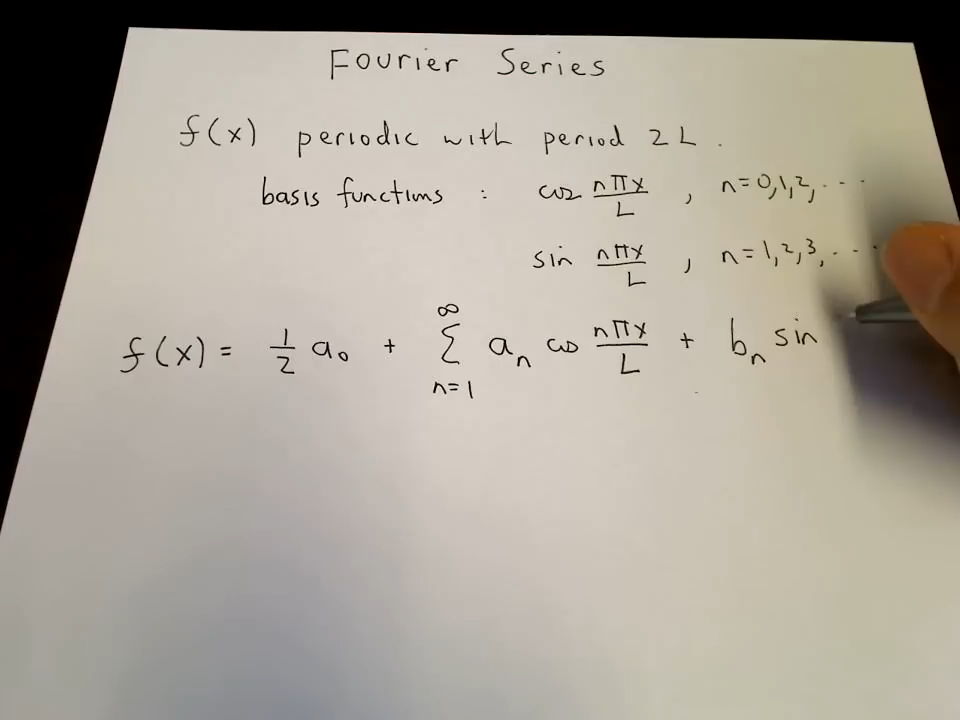 Fourier Series
f(x) periodic with period 2L.
basis functions : cos nπx/L , n=0,1,2,...
sin nπx/L , n=1,2,3,...
f(x) = 1/2 a₀ + ∑_{n=1}^{∞} aₙ cos nπx/L + bₙ sin